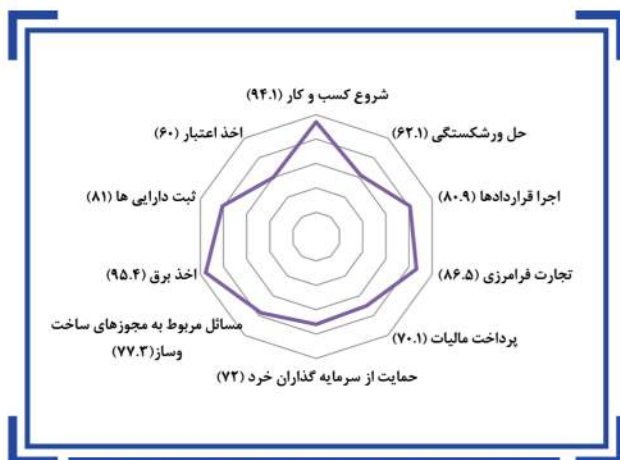 شروع کسب و کار (۹۴.۱)
حل ورشکستگی (۶۲.۱)
اخذ اعتبار (۶۰)
اجرا قراردادها (۸۰.۹)
ثبت دارایی ها (۸۱)
تجارت فرامرزی (۸۶.۵)
اخذ برق (۹۵.۴)
پرداخت مالیات (۷۰.۱)
مسائل مربوط به مجوزهای ساخت
وساز(۷۷.۳)
حمایت از سرمایه گذاران خرد (۷۲)